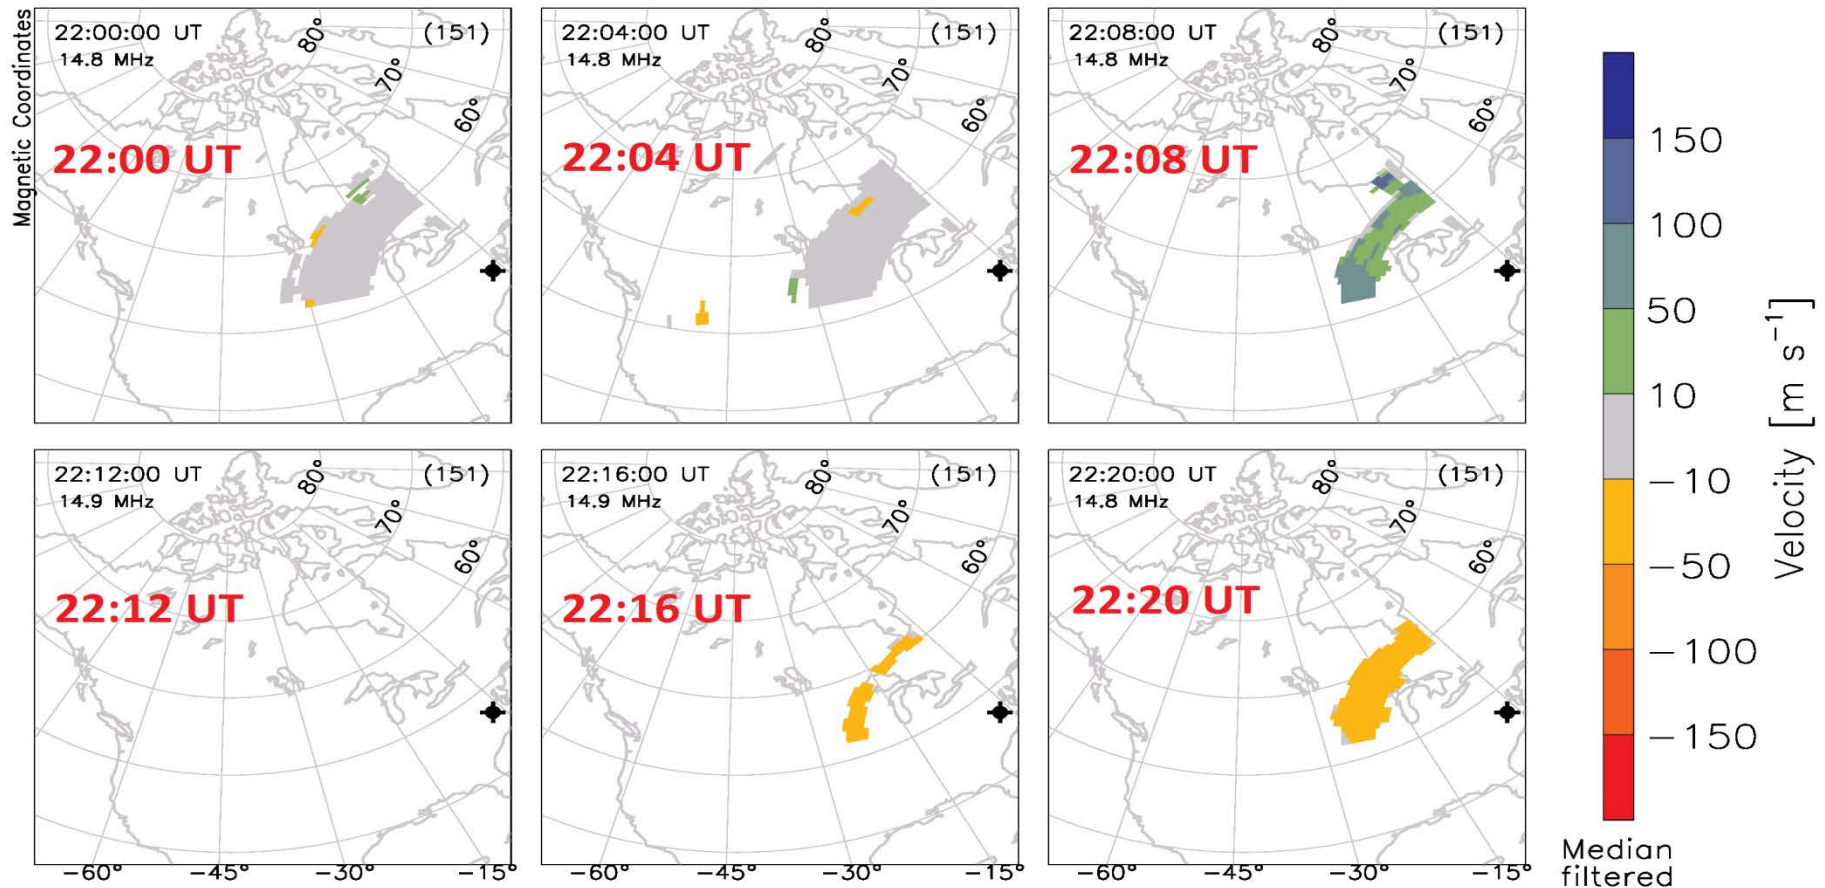 Magnetic Coordinates
22:00:00 UT (151)
14.8 MHz
80°
70°
60°
22:00 UT
22:04:00 UT (151)
14.8 MHz
80°
70°
60°
22:04 UT
22:08:00 UT (151)
14.8 MHz
80°
70°
60°
22:08 UT
22:12:00 UT (151)
14.9 MHz
80°
70°
60°
22:12 UT
−60° −45° −30° −15°
22:16:00 UT (151)
14.9 MHz
80°
70°
60°
22:16 UT
−60° −45° −30° −15°
22:20:00 UT (151)
14.8 MHz
80°
70°
60°
22:20 UT
−60° −45° −30° −15°
150
100
50
10
−10
−50
−100
−150
Velocity [m s⁻¹]
Median
filtered